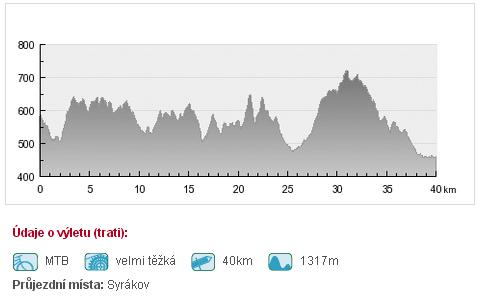 800
700
600
500
400
0 5 10 15 20 25 30 35 40 km
Údaje o výletu (trati):
MTB velmi těžká 40km 1317m
Průjezdní místa: Syrákov